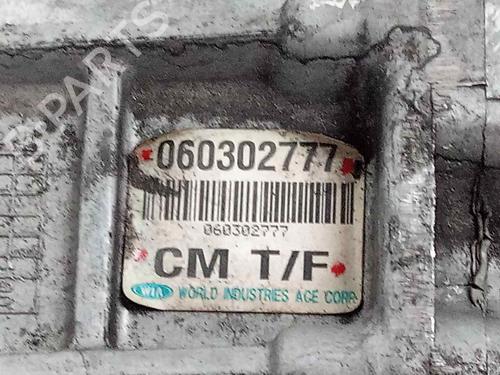 060302777
060302777
CM T/F
WIA WORLD INDUSTRIES ACE CORP.